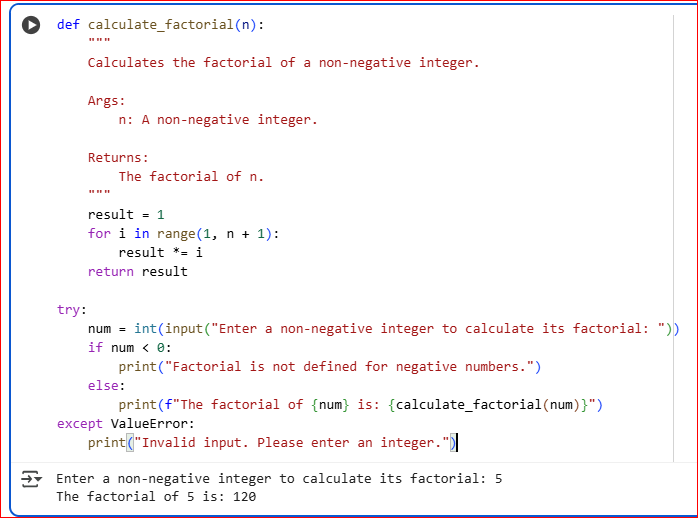 def calculate_factorial(n):
    """
    Calculates the factorial of a non-negative integer.

    Args:
        n: A non-negative integer.

    Returns:
        The factorial of n.
    """
    result = 1
    for i in range(1, n + 1):
        result *= i
    return result

try:
    num = int(input("Enter a non-negative integer to calculate its factorial: "))
    if num < 0:
        print("Factorial is not defined for negative numbers.")
    else:
        print(f"The factorial of {num} is: {calculate_factorial(num)}")
except ValueError:
    print("Invalid input. Please enter an integer.")
Enter a non-negative integer to calculate its factorial: 5
The factorial of 5 is: 120